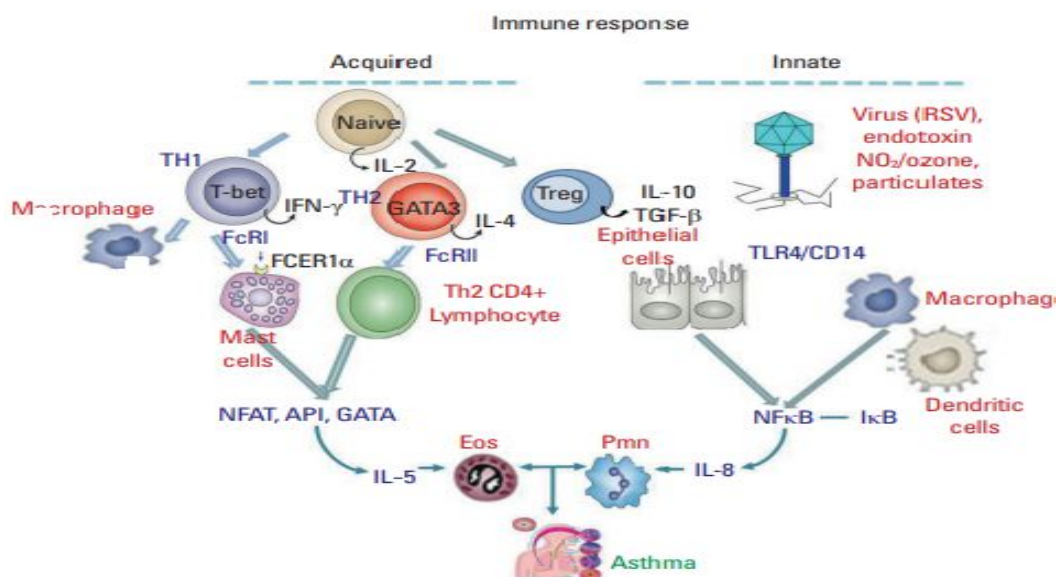 Immune response
Acquired
Innate
Naive
IL-2
TH1
T-bet
IFN-γ
TH2
GATA3
IL-4
Treg
IL-10
TGF-β
Virus (RSV),
endotoxin
NO₂/ozone,
particulates
FcRI
FCER1α
FcRII
Epithelial
cells
TLR4/CD14
Mast
cells
Th2 CD4+
Lymphocyte
Macrophage
Dendritic
cells
NFAT, API, GATA
NFκB
IκB
Eos
Pmn
IL-5
IL-8
Asthma